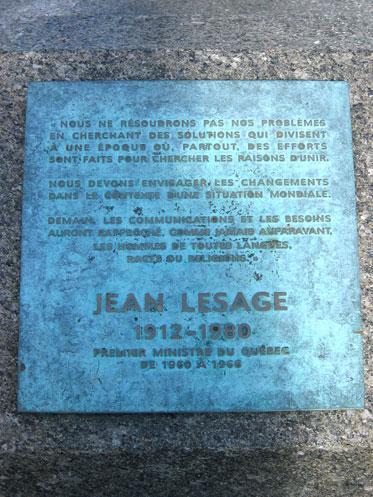 « NOUS NE RÉSOUDRONS PAS NOS PROBLÈMES
EN CHERCHANT DES SOLUTIONS QUI DIVISENT
À UNE ÉPOQUE OÙ, PARTOUT, DES EFFORTS
SONT FAITS POUR CHERCHER LES RAISONS D'UNIR.
NOUS DEVONS ENVISAGER LES CHANGEMENTS
DANS LE CONTEXTE D'UNE SITUATION MONDIALE.
DEMAIN, LES COMMUNICATIONS ET LES BESOINS
AURONT RAPPROCHÉ, COMME JAMAIS AUPARAVANT,
LES HOMMES DE TOUTES LANGUES,
RACES OU RELIGIONS. »
JEAN LESAGE
1912-1980
PREMIER MINISTRE DU QUÉBEC
DE 1960 À 1966